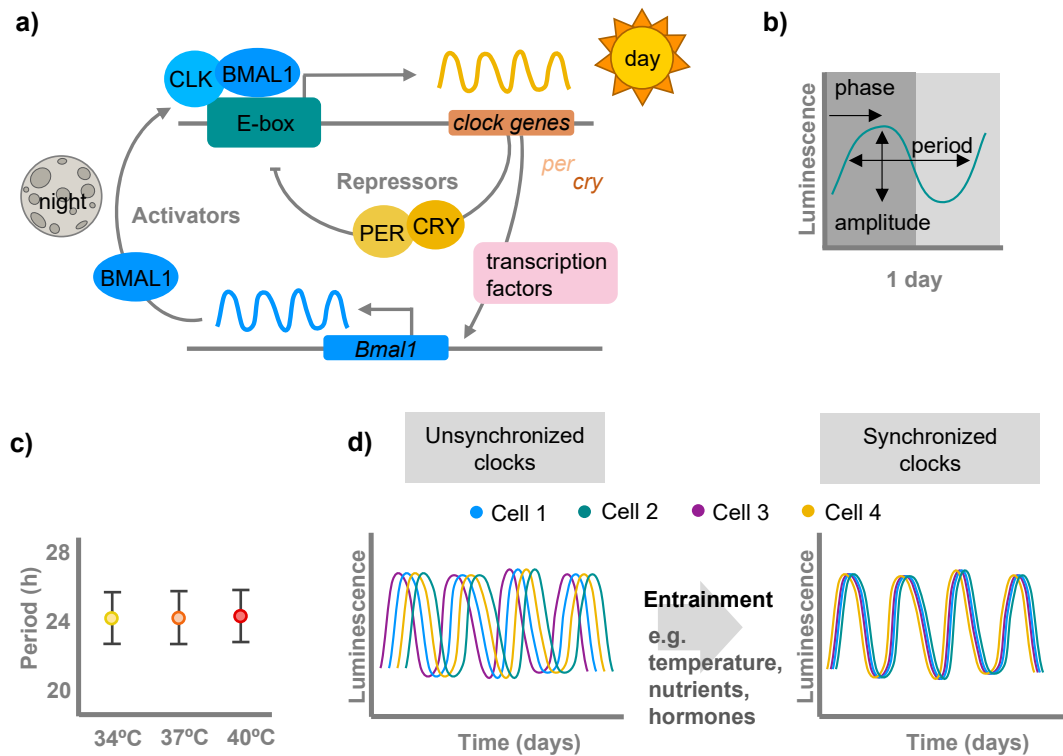 a)
CLK
BMAL1
E-box
day
clock genes
per
cry
night
Activators
Repressors
PER
CRY
BMAL1
transcription
factors
Bmal1
b)
Luminescence
phase
period
amplitude
1 day
c)
Period (h)
28
24
20
34ºC
37ºC
40ºC
d)
Unsynchronized
clocks
Synchronized
clocks
Cell 1
Cell 2
Cell 3
Cell 4
Luminescence
Time (days)
Entrainment
e.g.
temperature,
nutrients,
hormones
Luminescence
Time (days)